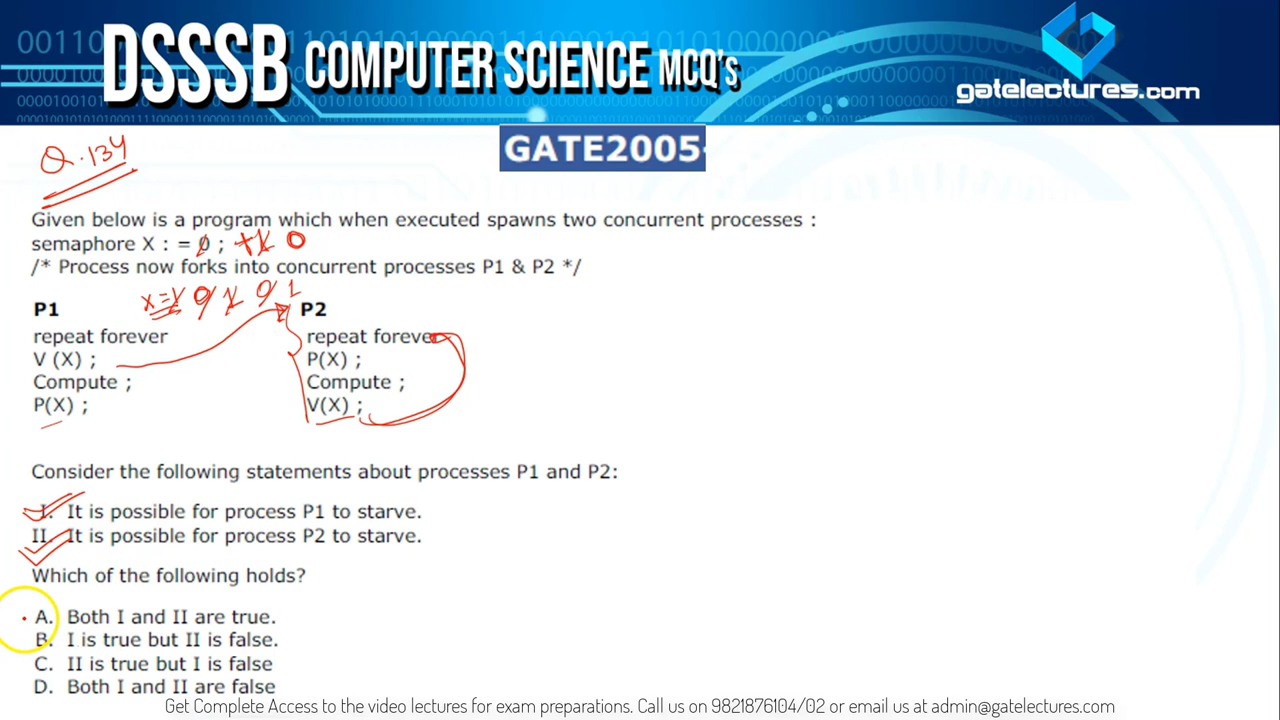 DSSSB COMPUTER SCIENCE MCQ's
gatelectures.com
GATE2005-
Q.134
Given below is a program which when executed spawns two concurrent processes :
semaphore X : = 0 ; 0
/* Process now forks into concurrent processes P1 & P2 */
0 1 0 1
P1 P2
repeat forever repeat forever
V (X) ; P(X) ;
Compute ; Compute ;
P(X) ; V(X) ;
Consider the following statements about processes P1 and P2:
I. It is possible for process P1 to starve.
II. It is possible for process P2 to starve.
Which of the following holds?
A. Both I and II are true.
B. I is true but II is false.
C. II is true but I is false
D. Both I and II are false
Get Complete Access to the video lectures for exam preparations. Call us on 9821876104/02 or email us at admin@gatelectures.com